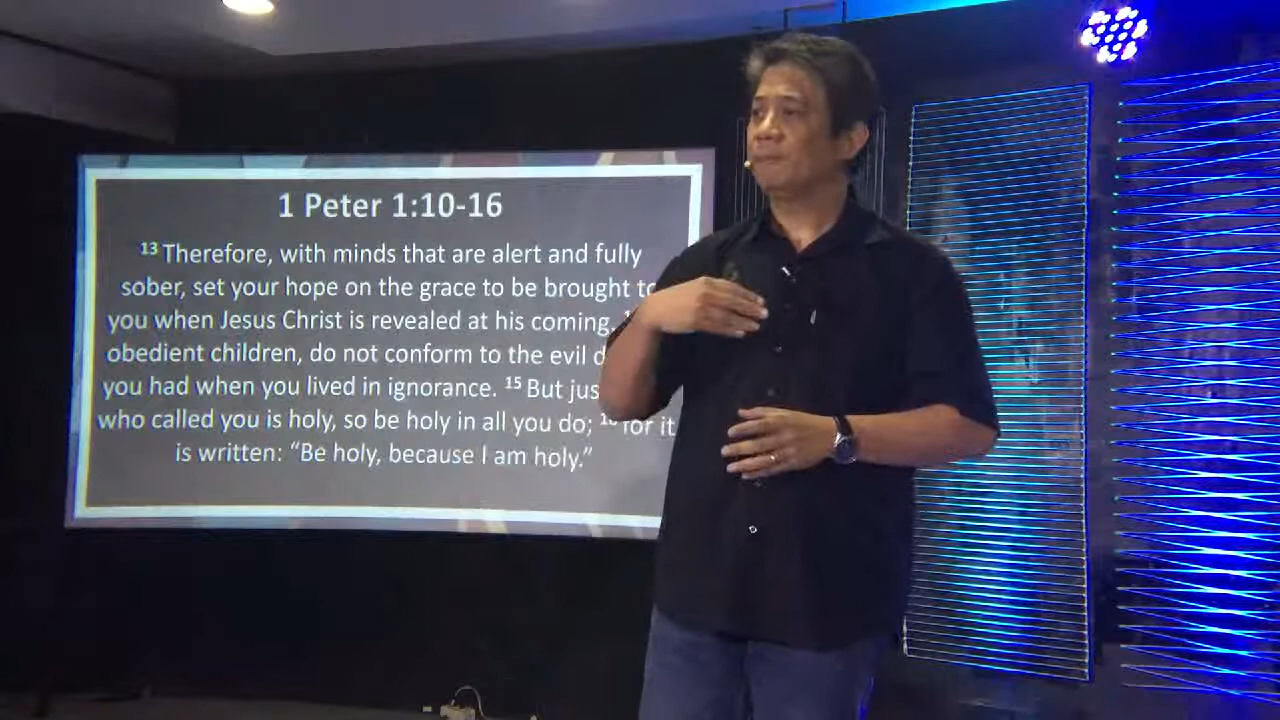 1 Peter 1:10-16
13 Therefore, with minds that are alert and fully
sober, set your hope on the grace to be brought to
you when Jesus Christ is revealed at his coming.
obedient children, do not conform to the evil
you had when you lived in ignorance. 15 But
who called you is holy, so be holy in all you do; 16 for it
is written: “Be holy, because I am holy.”